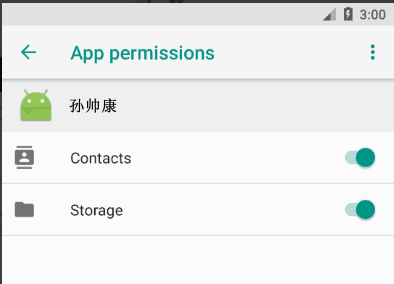 3:00
App permissions
孙帅康
Contacts
Storage